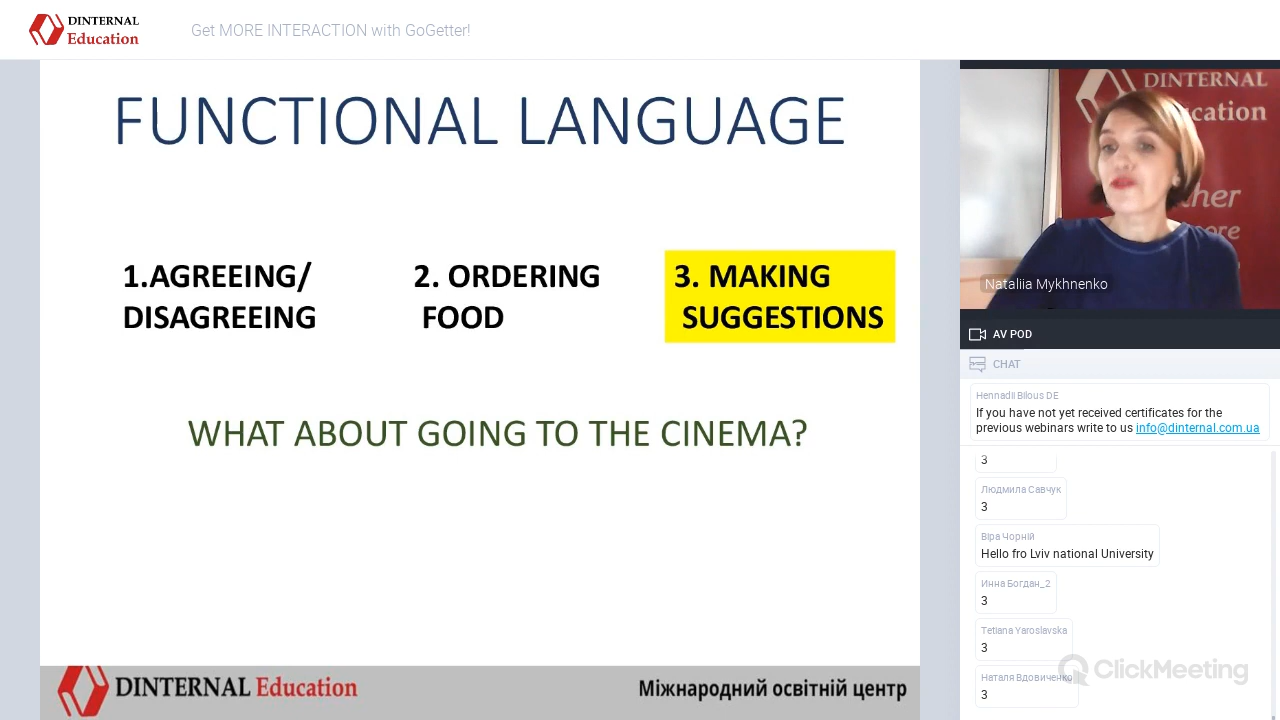 DINTERNAL
Education
Get MORE INTERACTION with GoGetter!
FUNCTIONAL LANGUAGE
1.AGREEING/
DISAGREEING
2. ORDERING
FOOD
3. MAKING
SUGGESTIONS
WHAT ABOUT GOING TO THE CINEMA?
DINTERNAL Education
Міжнародний освітній центр
DINTERNAL
Nataliia Mykhnenko
AV POD
CHAT
Hennadii Bilous DE
If you have not yet received certificates for the
previous webinars write to us info@dinternal.com.ua
3
Людмила Савчук
3
Віра Чорній
Hello fro Lviv national University
Инна Богдан_2
3
Tetiana Yaroslavska
3
Наталя Вдовиченко
3
ClickMeeting